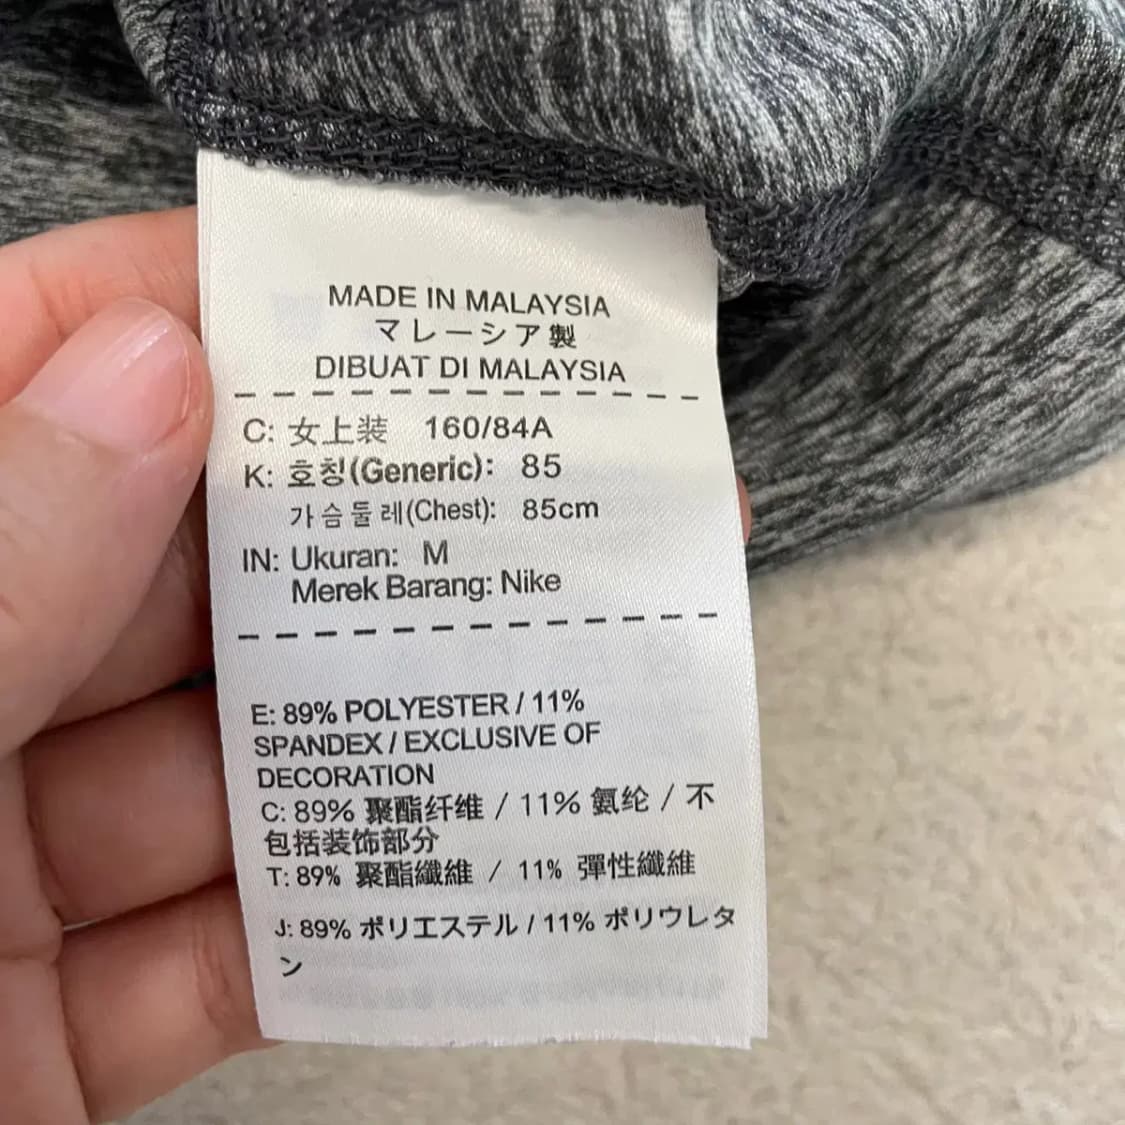 MADE IN MALAYSIA
マレーシア製
DIBUAT DI MALAYSIA
C: 女上装 160/84A
K: 호칭(Generic): 85
가슴둘레(Chest): 85cm
IN: Ukuran: M
Merek Barang: Nike
E: 89% POLYESTER / 11%
SPANDEX / EXCLUSIVE OF
DECORATION
C: 89% 聚酯纤维 / 11% 氨纶 / 不
包括装饰部分
T: 89% 聚酯纖維 / 11% 彈性纖維
J: 89% ポリエステル / 11% ポリウレタ
ン